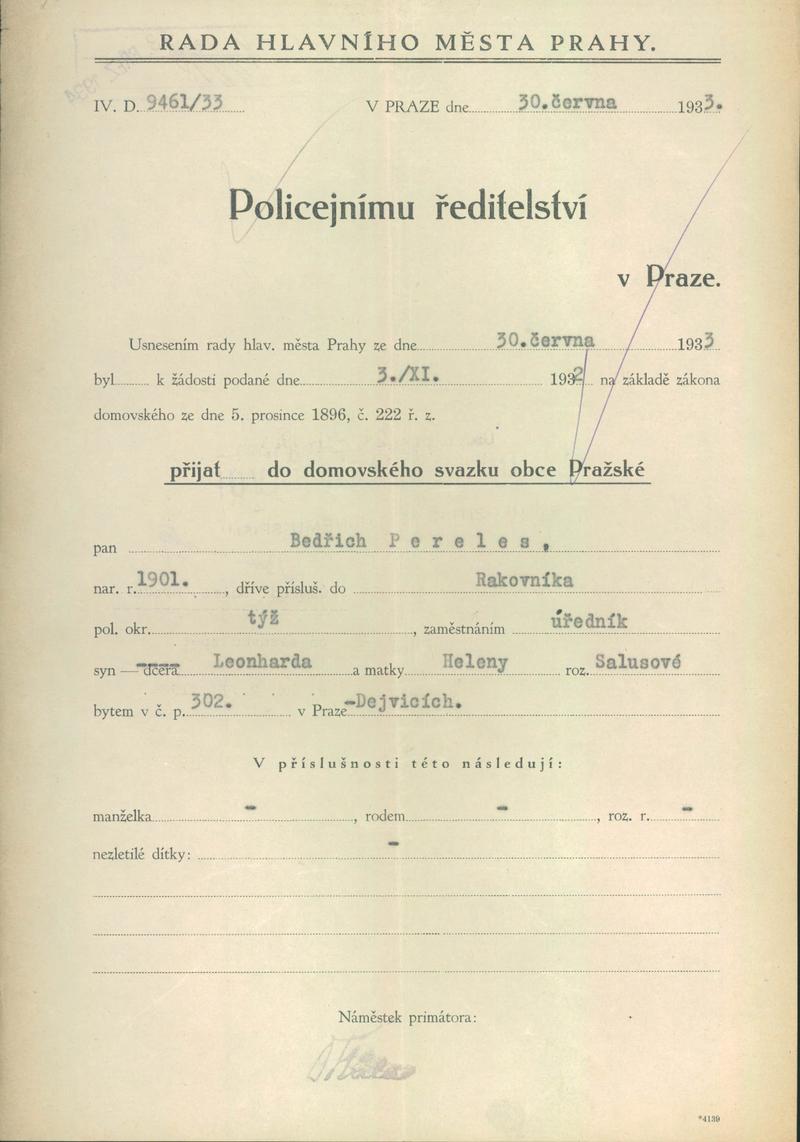 RADA HLAVNÍHO MĚSTA PRAHY.
IV. D. 9461/33 V PRAZE dne 30.června 1933.
Policejnímu ředitelství
v Praze.
Usnesením rady hlav. města Prahy ze dne 30.června 1933
byl k žádosti podané dne 3./XI. 1932 na základě zákona
domovského ze dne 5. prosince 1896, č. 222 ř. z.
přijat do domovského svazku obce Pražské
pan Bedřich Pereles,
nar. r. 1901. , dříve přísluš. do Rakovníka
pol. okr. týž , zaměstnáním úředník
syn — dcera Leonharda a matky Heleny roz. Salusové
bytem v č. p. 302. v Praze-Dejvicích.
V příslušnosti této následují:
manželka - , rodem - , roz. r. -
nezletilé dítky: -
Náměstek primátora:
*4139